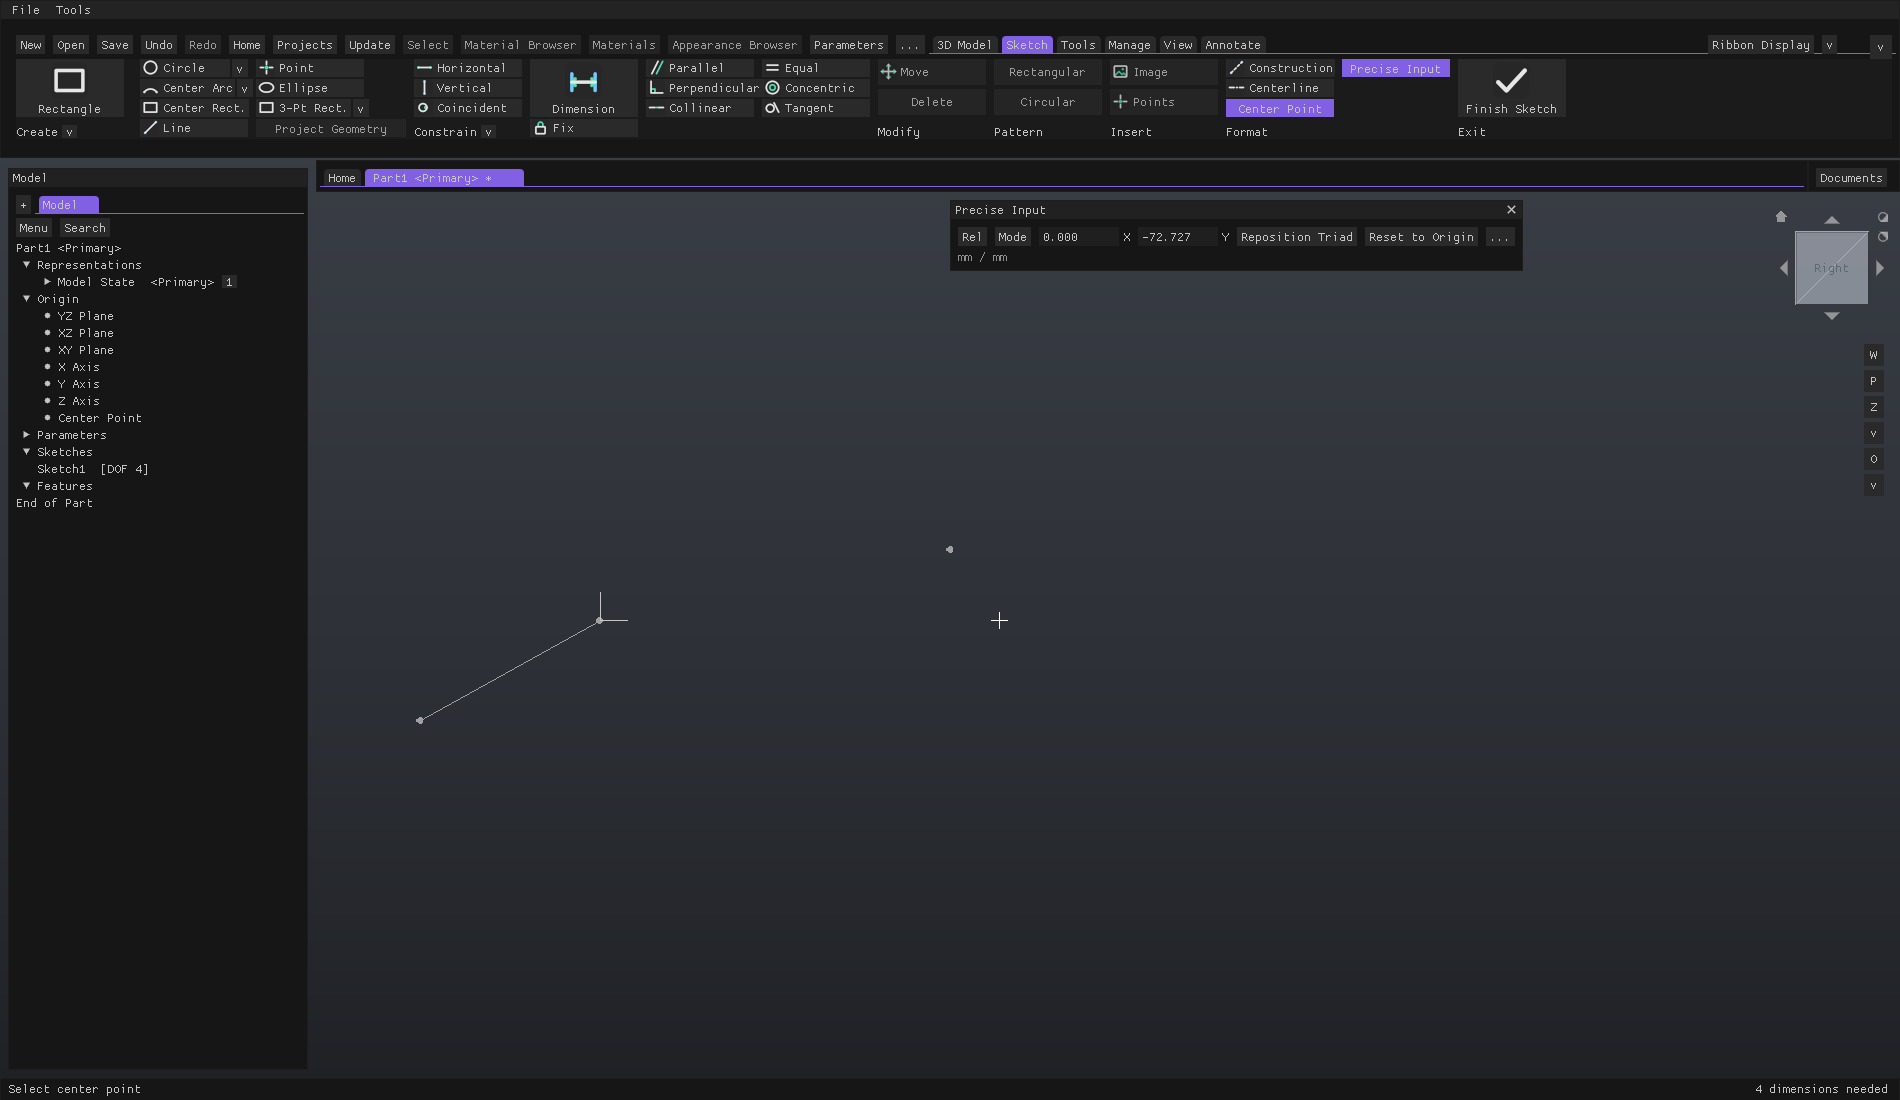 File Tools
New Open Save Undo Redo Home Projects Update Select Material Browser Materials Appearance Browser Parameters ... 3D Model Sketch Tools Manage View Annotate Ribbon Display v v
Circle v Point Horizontal Parallel Equal Move Rectangular Image Construction Precise Input
Center Arc v Ellipse Vertical Perpendicular Concentric Centerline
Rectangle Center Rect. 3-Pt Rect. v Coincident Dimension Collinear Tangent Delete Circular Points Center Point Finish Sketch
Create v Line Project Geometry Constrain v Fix Modify Pattern Insert Format Exit
Model
Home Part1 <Primary> * Documents
+ Model
Menu Search
Part1 <Primary>
Representations
Model State <Primary> 1
Origin
YZ Plane
XZ Plane
XY Plane
X Axis
Y Axis
Z Axis
Center Point
Parameters
Sketches
Sketch1 [DOF 4]
Features
End of Part
Precise Input
Rel Mode 0.000 X -72.727 Y Reposition Triad Reset to Origin ...
mm / mm
Right
W
P
Z
v
O
v
Select center point 4 dimensions needed